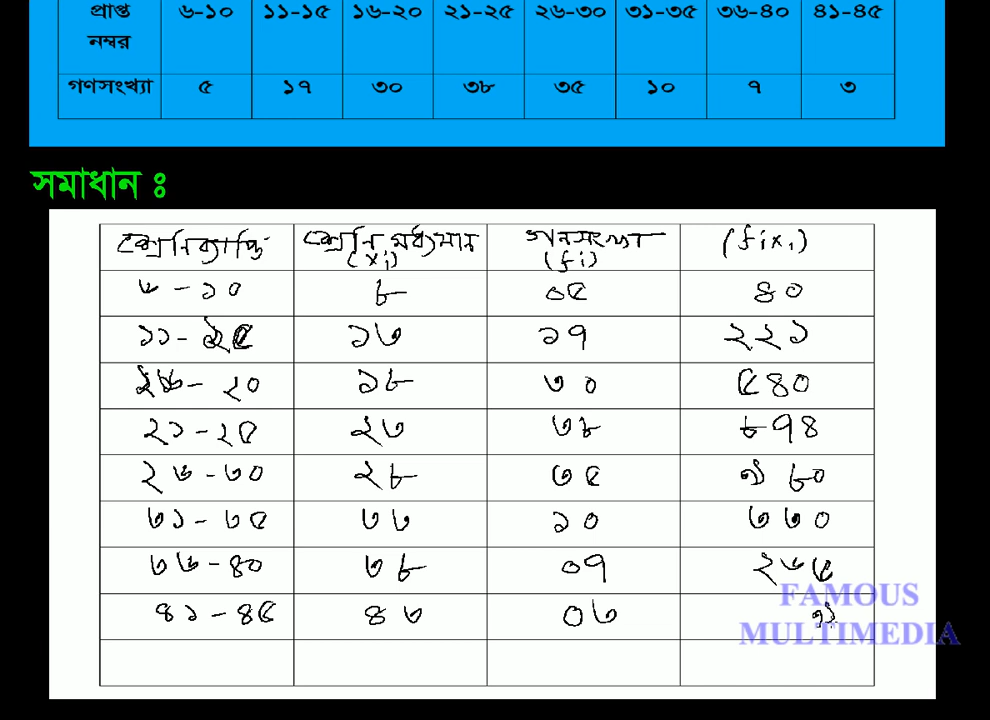 প্রাপ্ত নম্বর ৬-১০ ১১-১৫ ১৬-২০ ২১-২৫ ২৬-৩০ ৩১-৩৫ ৩৬-৪০ ৪১-৪৫
গণসংখ্যা ৫ ১৭ ৩০ ৩৮ ৩৫ ১০ ৭ ৩
সমাধান ঃ
শ্রেনিব্যাপ্তি শ্রেনি মধ্যমান (xi) গনসংখ্যা (fi) (fixi)
৬-১০ ৮ ০৫ ৪০
১১-১৫ ১৩ ১৭ ২২১
১৬-২০ ১৮ ৩০ ৫৪০
২১-২৫ ২৩ ৩৮ ৮৭৪
২৬-৩০ ২৮ ৩৫ ৯৮০
৩১-৩৫ ৩৩ ১০ ৩৩০
৩৬-৪০ ৩৮ ০৭ ২৬৬
৪১-৪৫ ৪৩ ০৩ ৯
FAMOUS
MULTIMEDIA